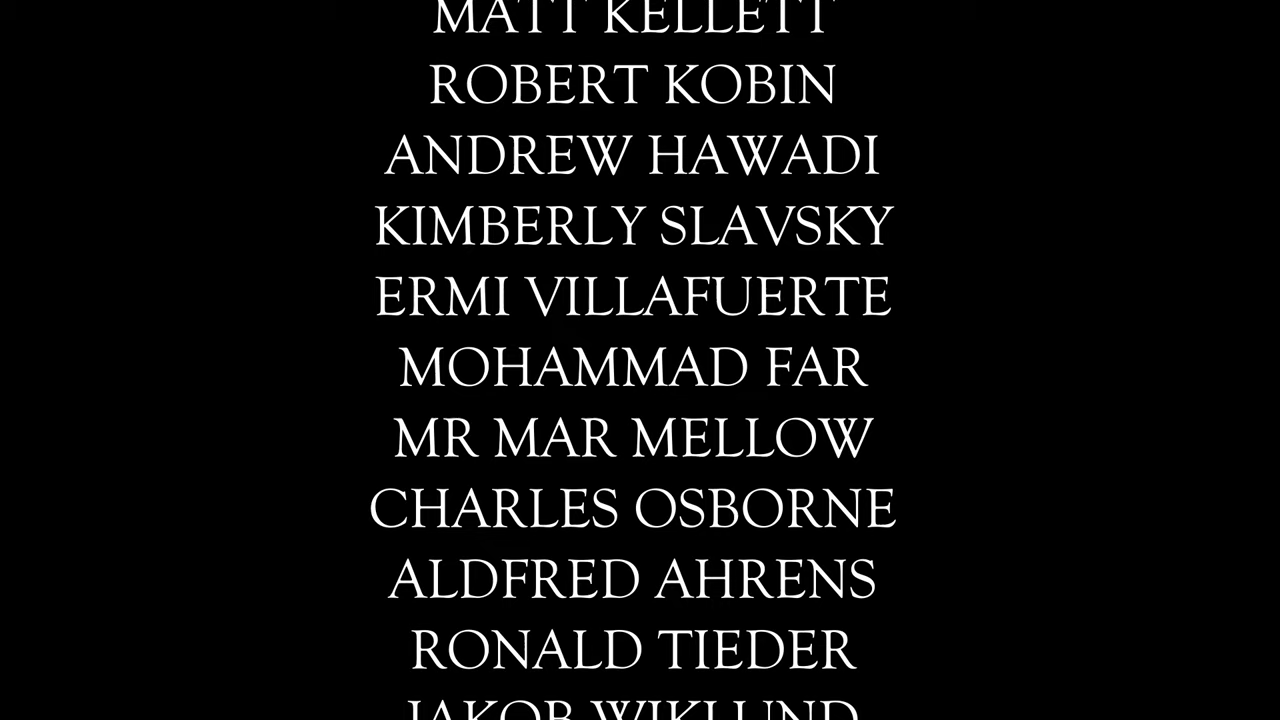 MATT KELLETT
ROBERT KOBIN
ANDREW HAWADI
KIMBERLY SLAVSKY
ERMI VILLAFUERTE
MOHAMMAD FAR
MR MAR MELLOW
CHARLES OSBORNE
ALDFRED AHRENS
RONALD TIEDER
JAKOB WIKLUND